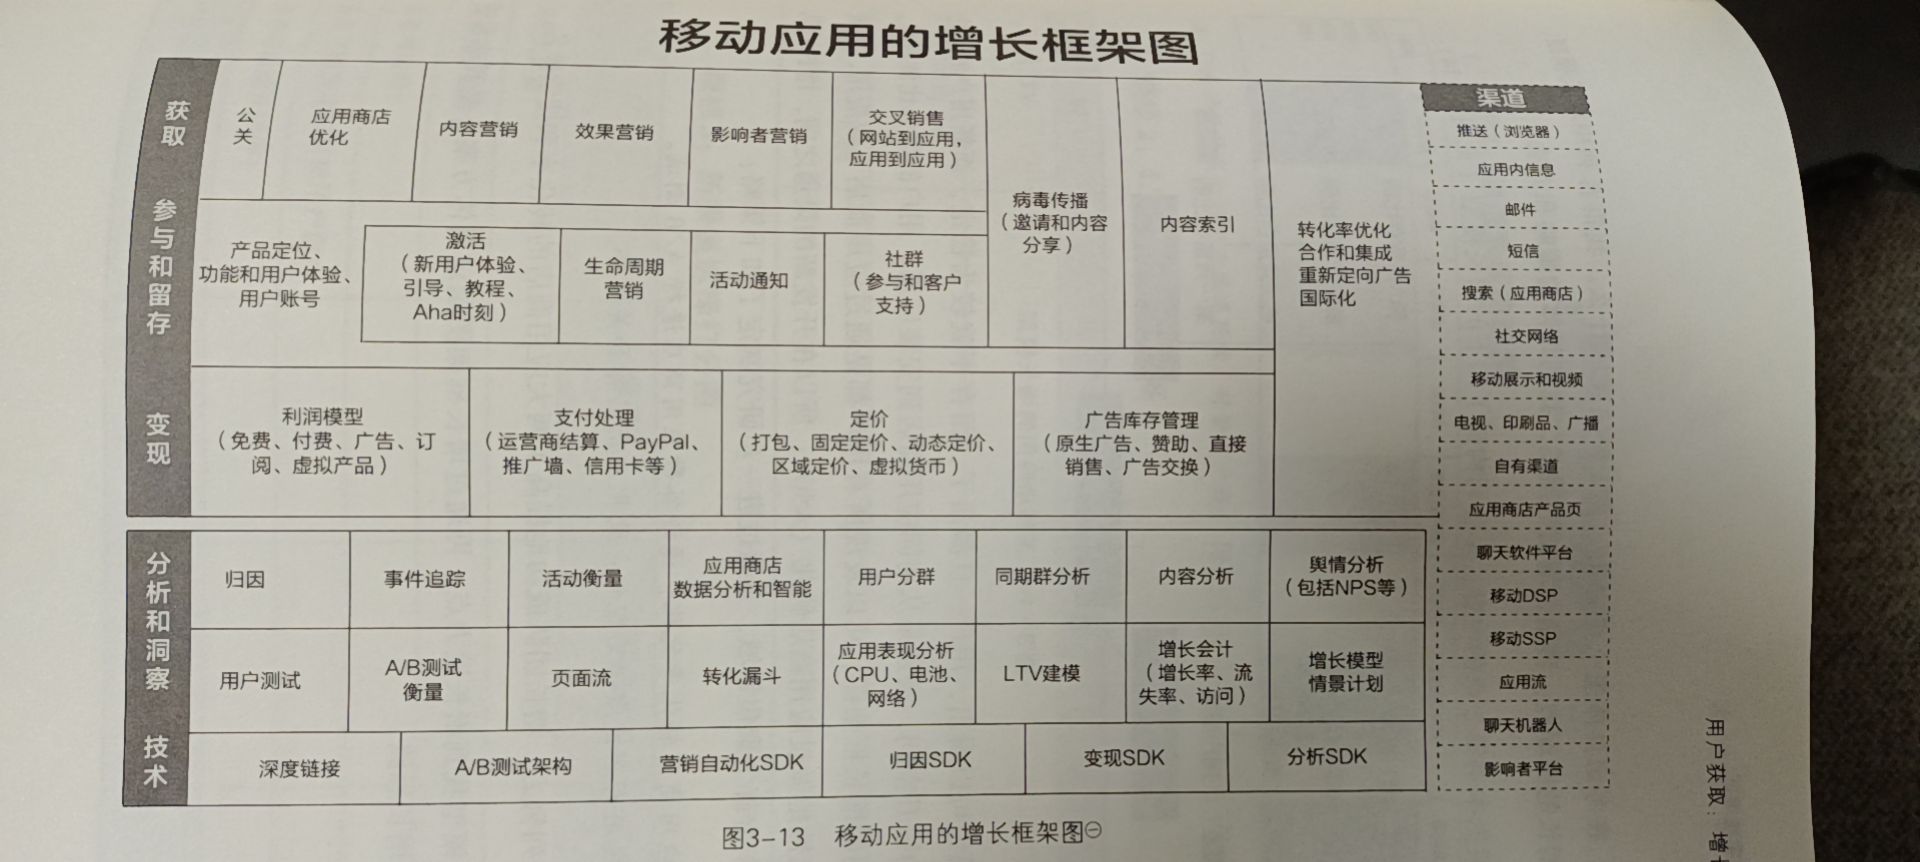 移动应用的增长框架图
获取
公关
应用商店
优化
内容营销
效果营销
影响者营销
交叉销售
（网站到应用，
应用到应用）
病毒传播
（邀请和内容
分享）
内容索引
转化率优化
合作和集成
重新定向广告
国际化
参与和留存
产品定位、
功能和用户体验、
用户账号
激活
（新用户体验、
引导、教程、
Aha时刻）
生命周期
营销
活动通知
社群
（参与和客户
支持）
变现
利润模型
（免费、付费、广告、订
阅、虚拟产品）
支付处理
（运营商结算、PayPal、
推广墙、信用卡等）
定价
（打包、固定定价、动态定价、
区域定价、虚拟货币）
广告库存管理
（原生广告、赞助、直接
销售、广告交换）
分析和洞察
归因
事件追踪
活动衡量
应用商店
数据分析和智能
用户分群
同期群分析
内容分析
舆情分析
（包括NPS等）
用户测试
A/B测试
衡量
页面流
转化漏斗
应用表现分析
（CPU、电池、
网络）
LTV建模
增长会计
（增长率、流
失率、访问）
增长模型
情景计划
技术
深度链接
A/B测试架构
营销自动化SDK
归因SDK
变现SDK
分析SDK
渠道
推送（浏览器）
应用内信息
邮件
短信
搜索（应用商店）
社交网络
移动展示和视频
电视、印刷品、广播
自有渠道
应用商店产品页
聊天软件平台
移动DSP
移动SSP
应用流
聊天机器人
影响者平台
图3-13 移动应用的增长框架图㊀
用户获取：增